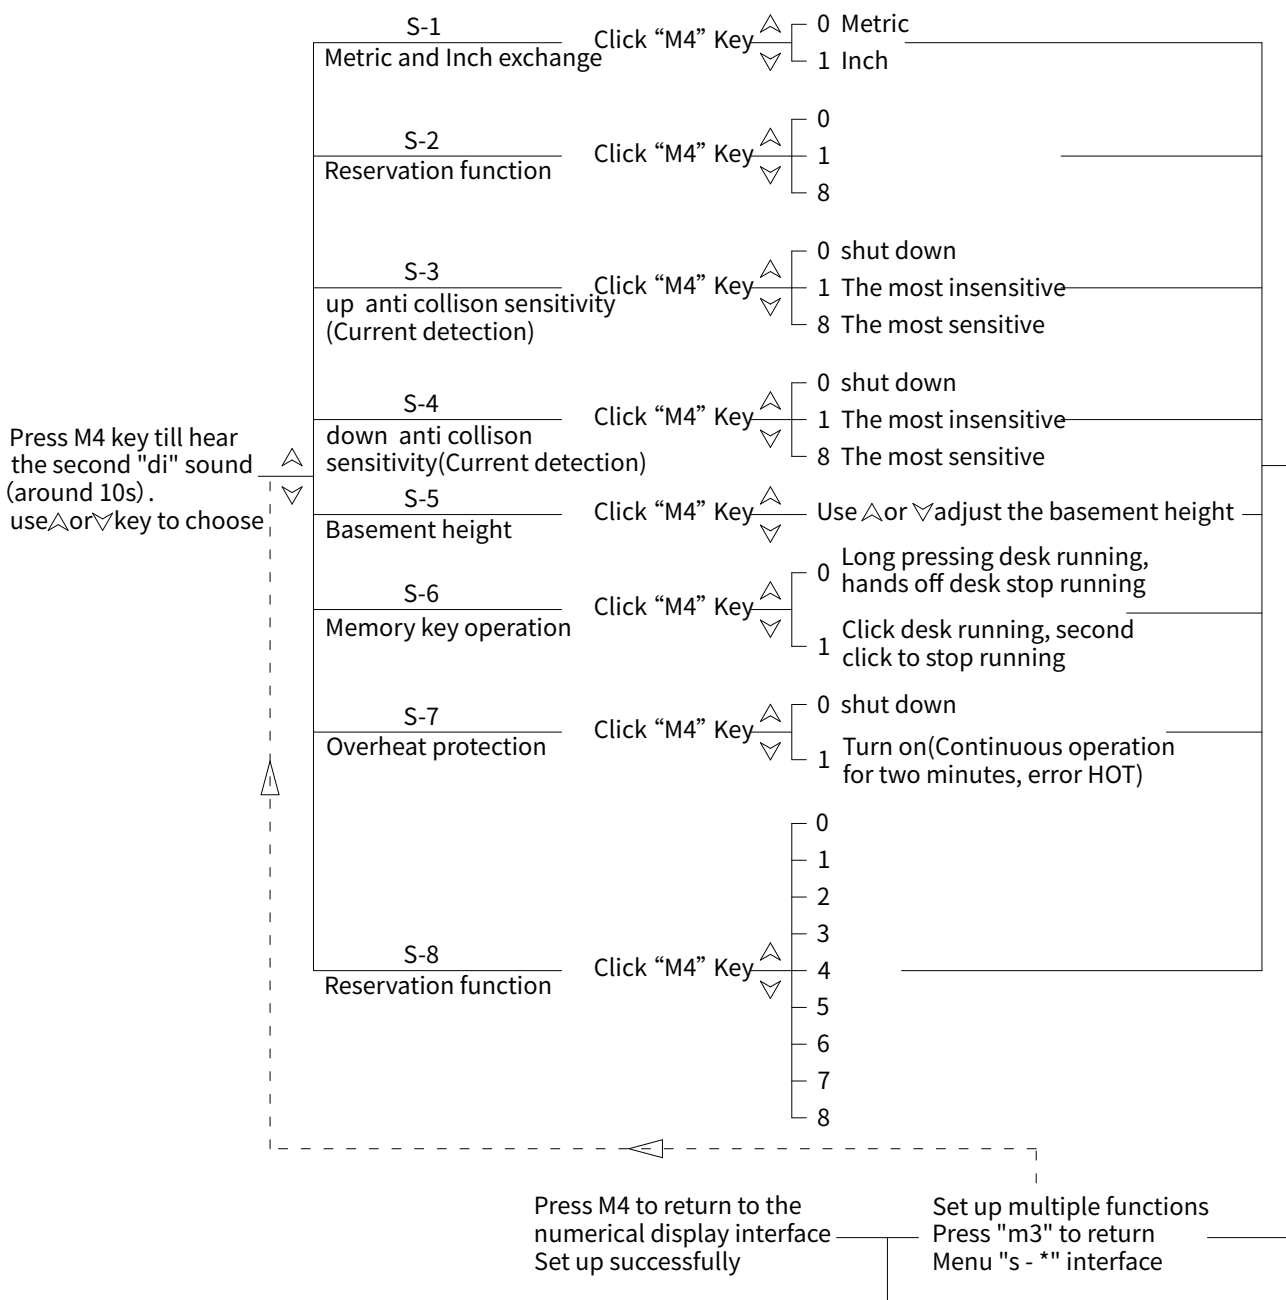 Press M4 key till hear
the second "di" sound
(around 10s).
use or key to choose
S-1
Metric and Inch exchange
Click “M4” Key
0 Metric
1 Inch
S-2
Reservation function
Click “M4” Key
0
1
8
S-3
up anti collison sensitivity
(Current detection)
Click “M4” Key
0 shut down
1 The most insensitive
8 The most sensitive
S-4
down anti collison
sensitivity(Current detection)
Click “M4” Key
0 shut down
1 The most insensitive
8 The most sensitive
S-5
Basement height
Click “M4” Key
Use or adjust the basement height
S-6
Memory key operation
Click “M4” Key
0 Long pressing desk running,
hands off desk stop running
1 Click desk running, second
click to stop running
S-7
Overheat protection
Click “M4” Key
0 shut down
1 Turn on(Continuous operation
for two minutes, error HOT)
S-8
Reservation function
Click “M4” Key
0
1
2
3
4
5
6
7
8
Press M4 to return to the
numerical display interface
Set up successfully
Set up multiple functions
Press "m3" to return
Menu "s - *" interface